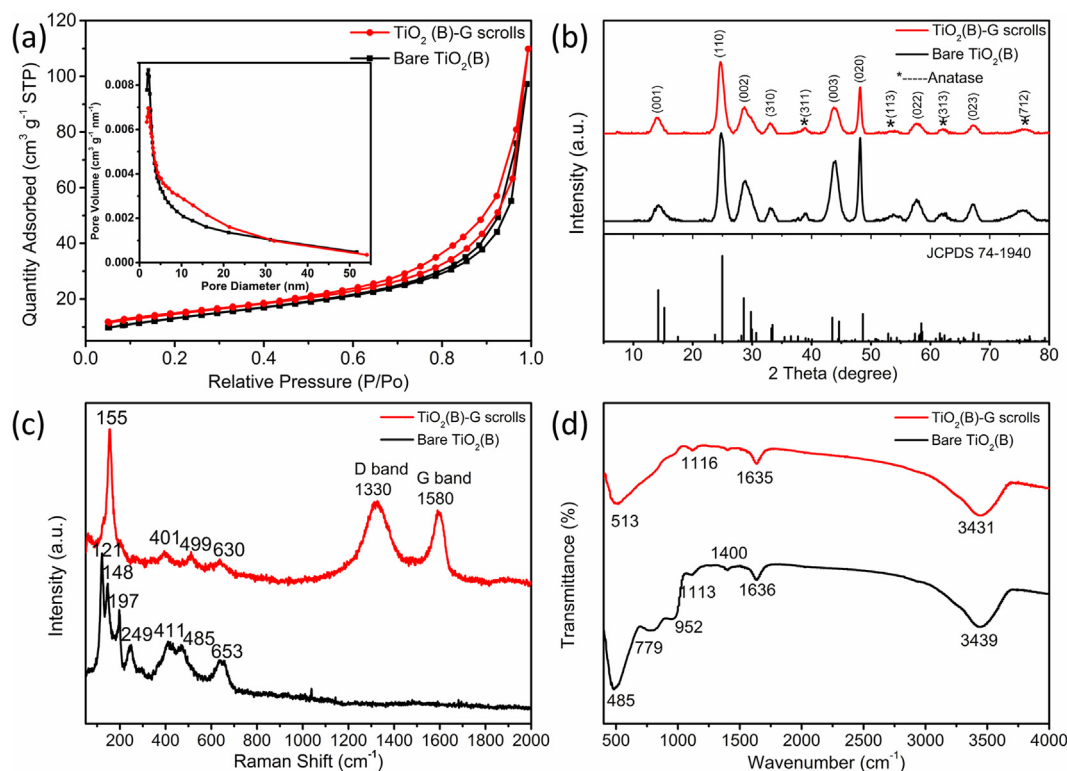 (a)
TiO2 (B)-G scrolls
Bare TiO2(B)
Quantity Adsorbed (cm3 g-1 STP)
120
100
80
60
40
20
0.0 0.2 0.4 0.6 0.8 1.0
Relative Pressure (P/Po)
Pore Volume (cm3 g-1 nm-1)
0.008
0.006
0.004
0.002
0.000
0 10 20 30 40 50
Pore Diameter (nm)
(b)
TiO2(B)-G scrolls
Bare TiO2(B)
*-----Anatase
Intensity (a.u.)
(001) (110) (002) (310) *(311) (003) (020) *(113) (022) *(313) (023) *(712)
JCPDS 74-1940
5 10 20 30 40 50 60 70 80
2 Theta (degree)
(c)
TiO2(B)-G scrolls
Bare TiO2(B)
Intensity (a.u.)
155
D band
1330
G band
1580
401 499 630
121
148
197
249 411 485 653
200 400 600 800 1000 1200 1400 1600 1800 2000
Raman Shift (cm-1)
(d)
TiO2(B)-G scrolls
Bare TiO2(B)
Transmittance (%)
513
1116
1635
3431
485
779
952
1113
1400
1636
3439
500 1000 1500 2000 2500 3000 3500 4000
Wavenumber (cm-1)